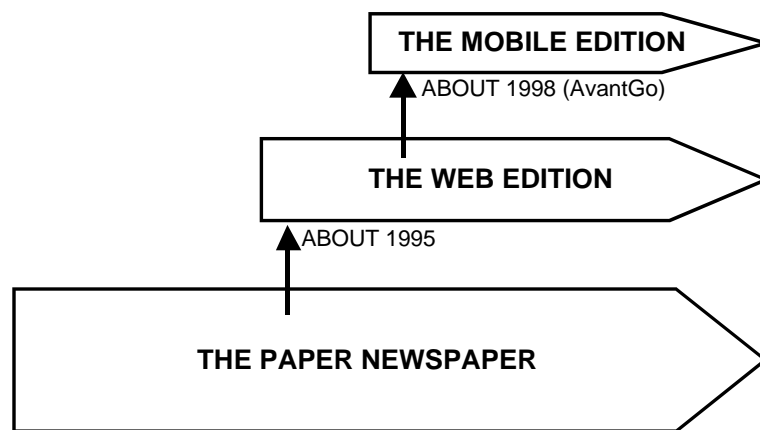 THE MOBILE EDITION
ABOUT 1998 (AvantGo)
THE WEB EDITION
ABOUT 1995
THE PAPER NEWSPAPER